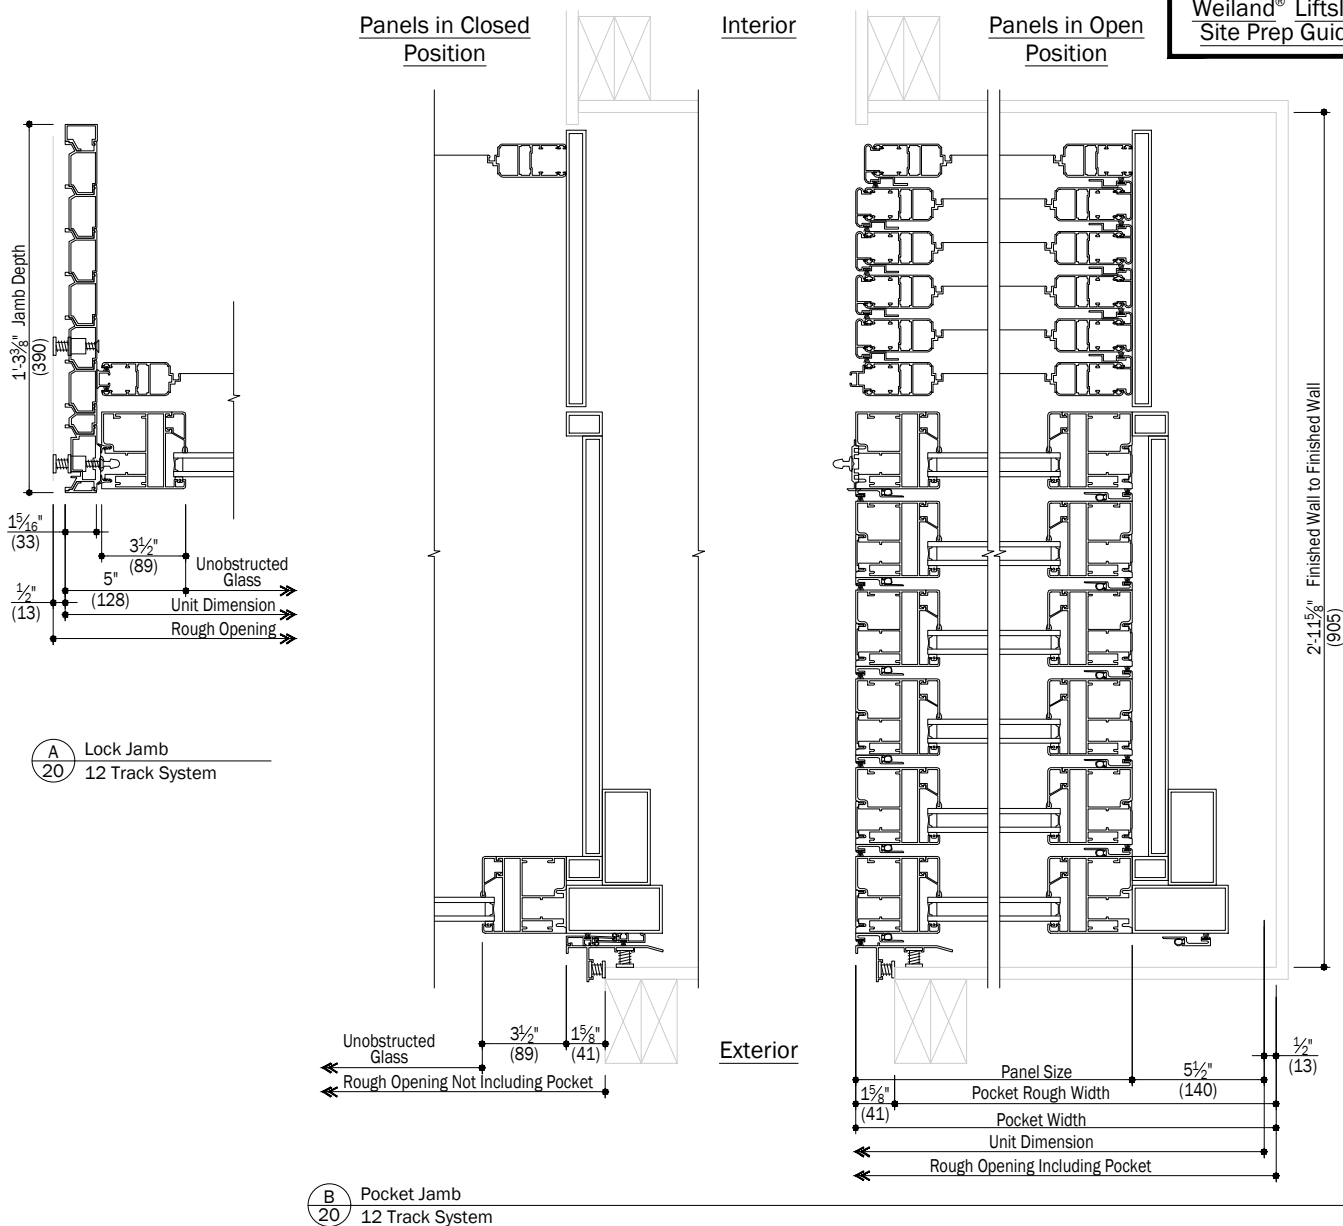 Weiland® Liftsl
Site Prep Guid
Panels in Closed
Position
Interior
Panels in Open
Position
1'-3⅜" Jamb Depth
(390)
1⁵⁄₁₆"
(33)
3½"
(89)
Unobstructed
Glass
5"
(128)
½"
(13)
Unit Dimension
Rough Opening
A
20
Lock Jamb
12 Track System
2'-11⅝" Finished Wall to Finished Wall
(905)
Unobstructed
Glass
3½"
(89)
1⅝"
(41)
Rough Opening Not Including Pocket
Exterior
Panel Size
5½"
(140)
½"
(13)
1⅝"
(41)
Pocket Rough Width
Pocket Width
Unit Dimension
Rough Opening Including Pocket
B
20
Pocket Jamb
12 Track System